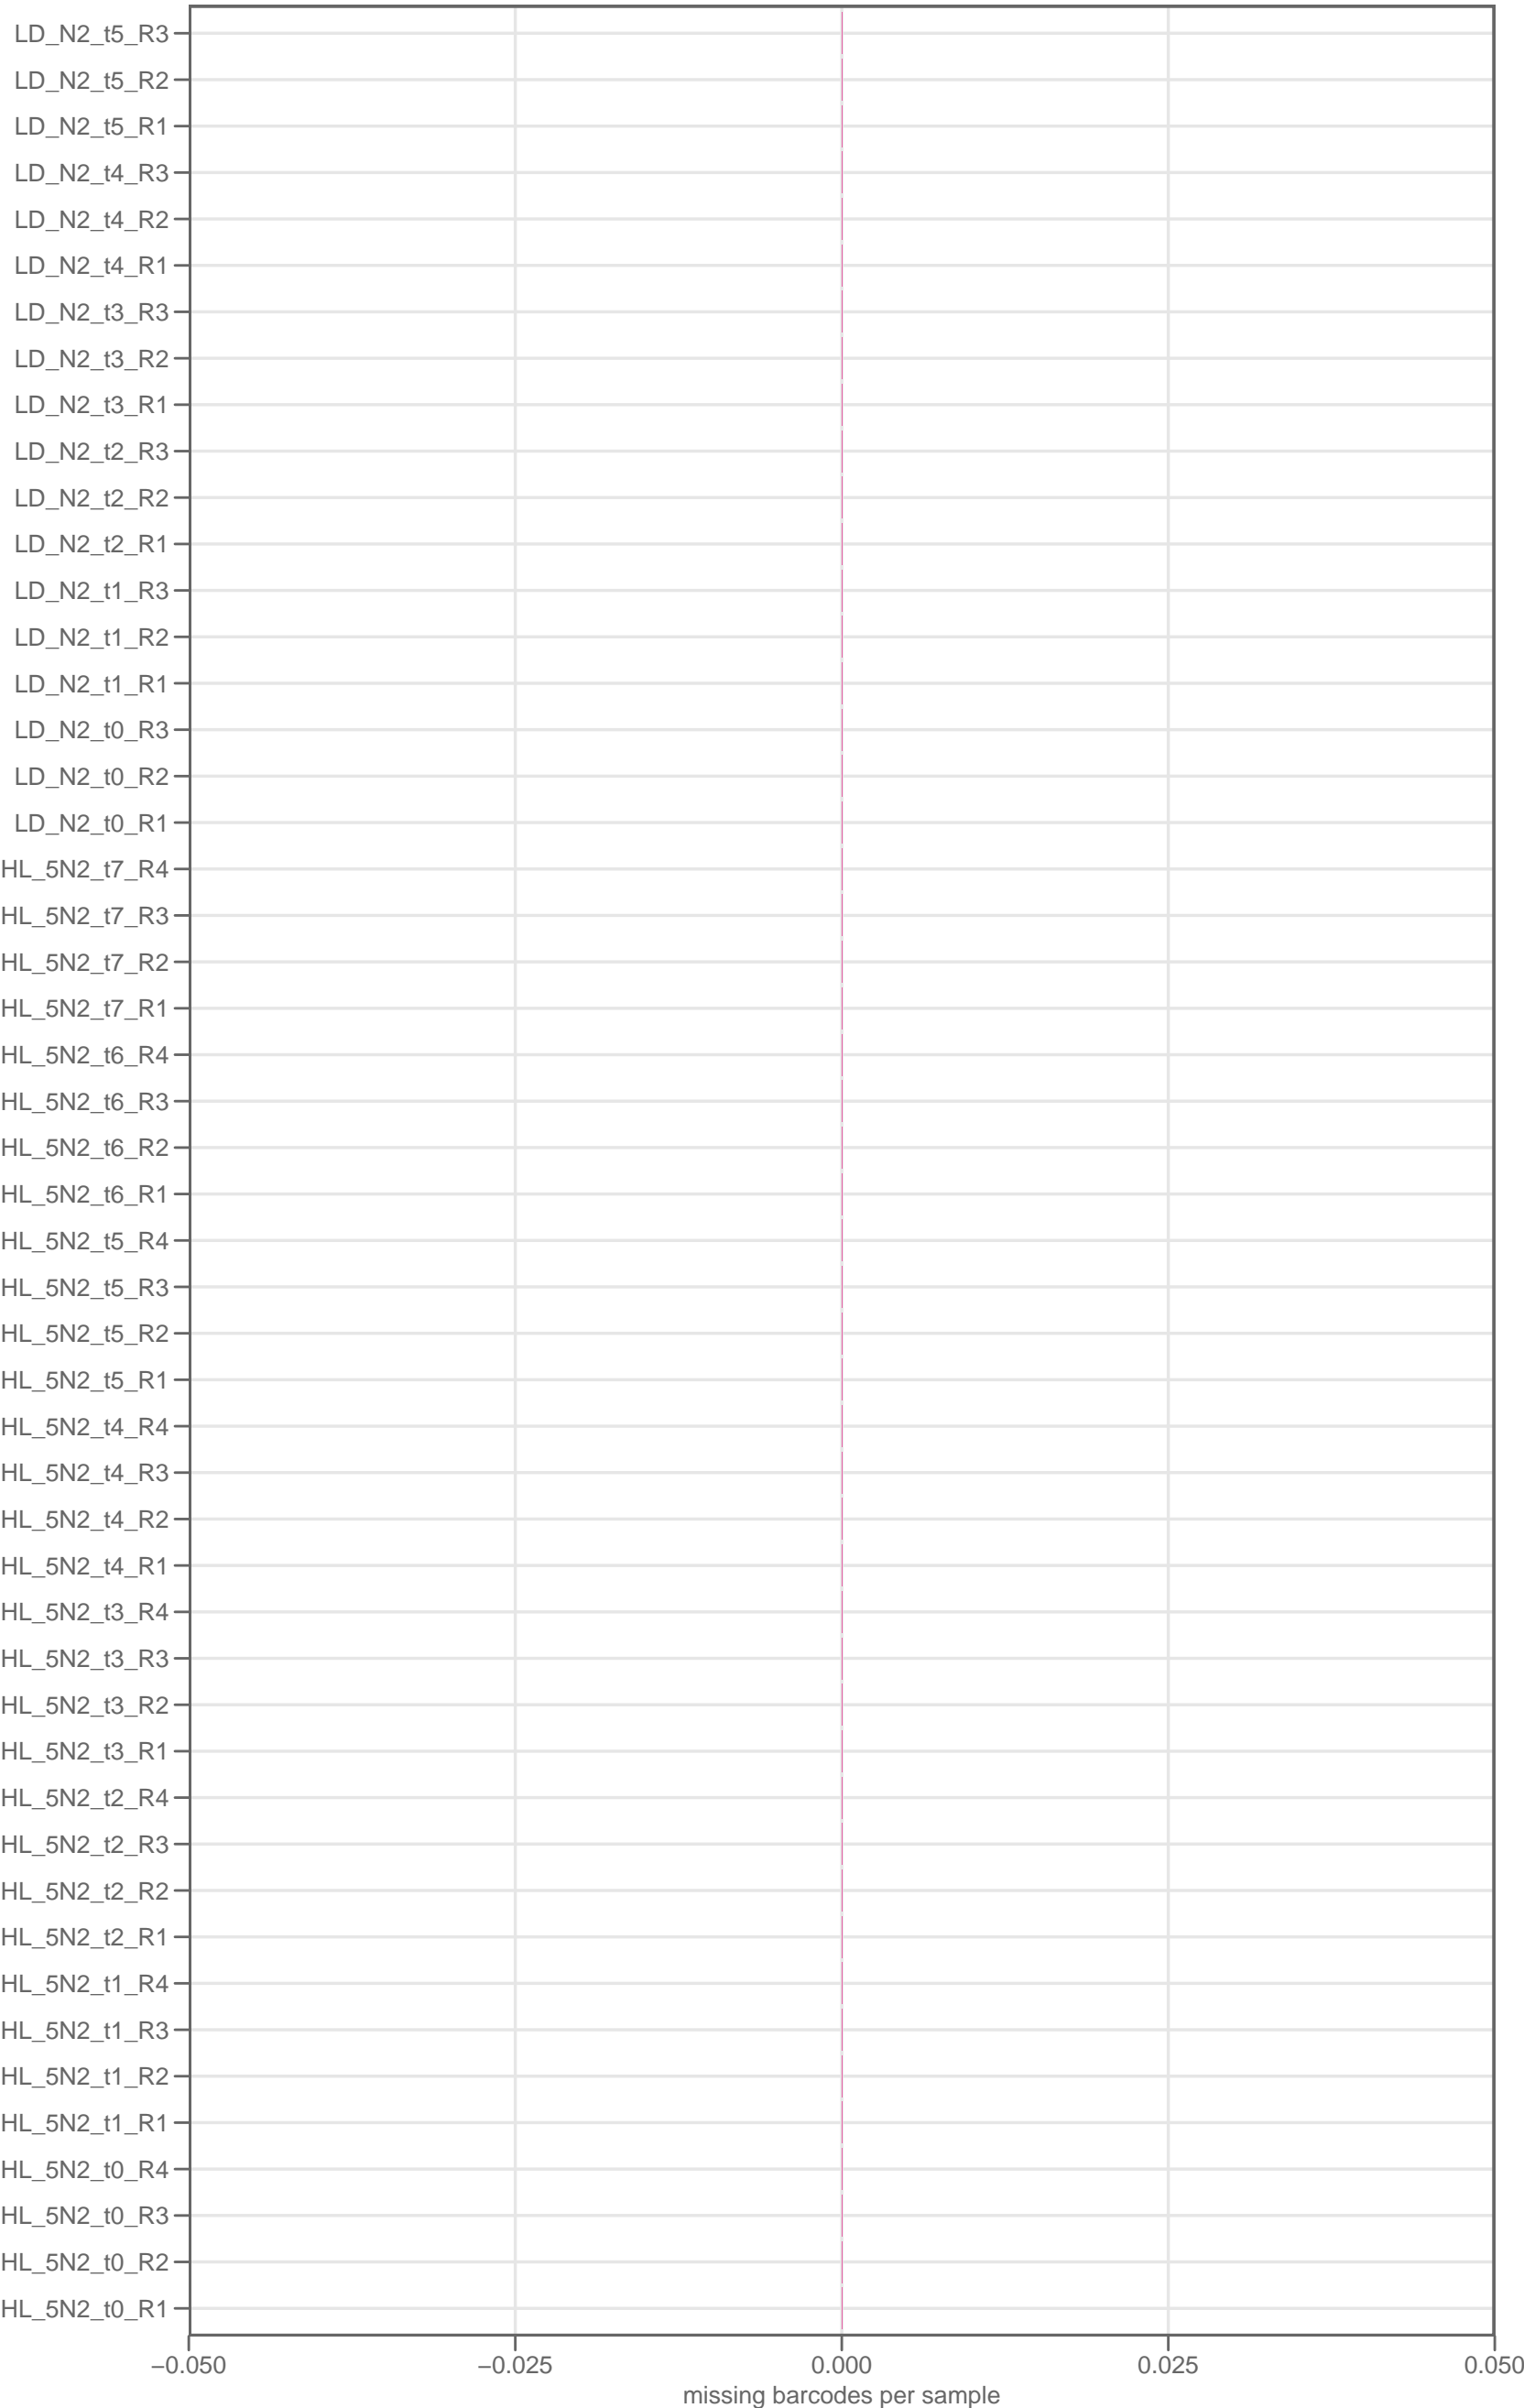 LD_N2_t5_R3
LD_N2_t5_R2
LD_N2_t5_R1
LD_N2_t4_R3
LD_N2_t4_R2
LD_N2_t4_R1
LD_N2_t3_R3
LD_N2_t3_R2
LD_N2_t3_R1
LD_N2_t2_R3
LD_N2_t2_R2
LD_N2_t2_R1
LD_N2_t1_R3
LD_N2_t1_R2
LD_N2_t1_R1
LD_N2_t0_R3
LD_N2_t0_R2
LD_N2_t0_R1
HL_5N2_t7_R4
HL_5N2_t7_R3
HL_5N2_t7_R2
HL_5N2_t7_R1
HL_5N2_t6_R4
HL_5N2_t6_R3
HL_5N2_t6_R2
HL_5N2_t6_R1
HL_5N2_t5_R4
HL_5N2_t5_R3
HL_5N2_t5_R2
HL_5N2_t5_R1
HL_5N2_t4_R4
HL_5N2_t4_R3
HL_5N2_t4_R2
HL_5N2_t4_R1
HL_5N2_t3_R4
HL_5N2_t3_R3
HL_5N2_t3_R2
HL_5N2_t3_R1
HL_5N2_t2_R4
HL_5N2_t2_R3
HL_5N2_t2_R2
HL_5N2_t2_R1
HL_5N2_t1_R4
HL_5N2_t1_R3
HL_5N2_t1_R2
HL_5N2_t1_R1
HL_5N2_t0_R4
HL_5N2_t0_R3
HL_5N2_t0_R2
HL_5N2_t0_R1
−0.050 −0.025 0.000 0.025 0.050
missing barcodes per sample